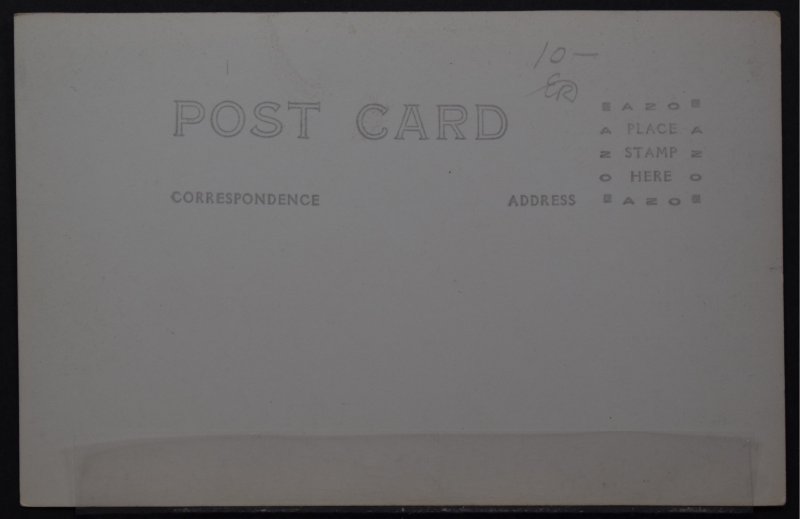 10-
POST CARD
AZO
A PLACE A
Z STAMP Z
O HERE O
AZO
CORRESPONDENCE
ADDRESS